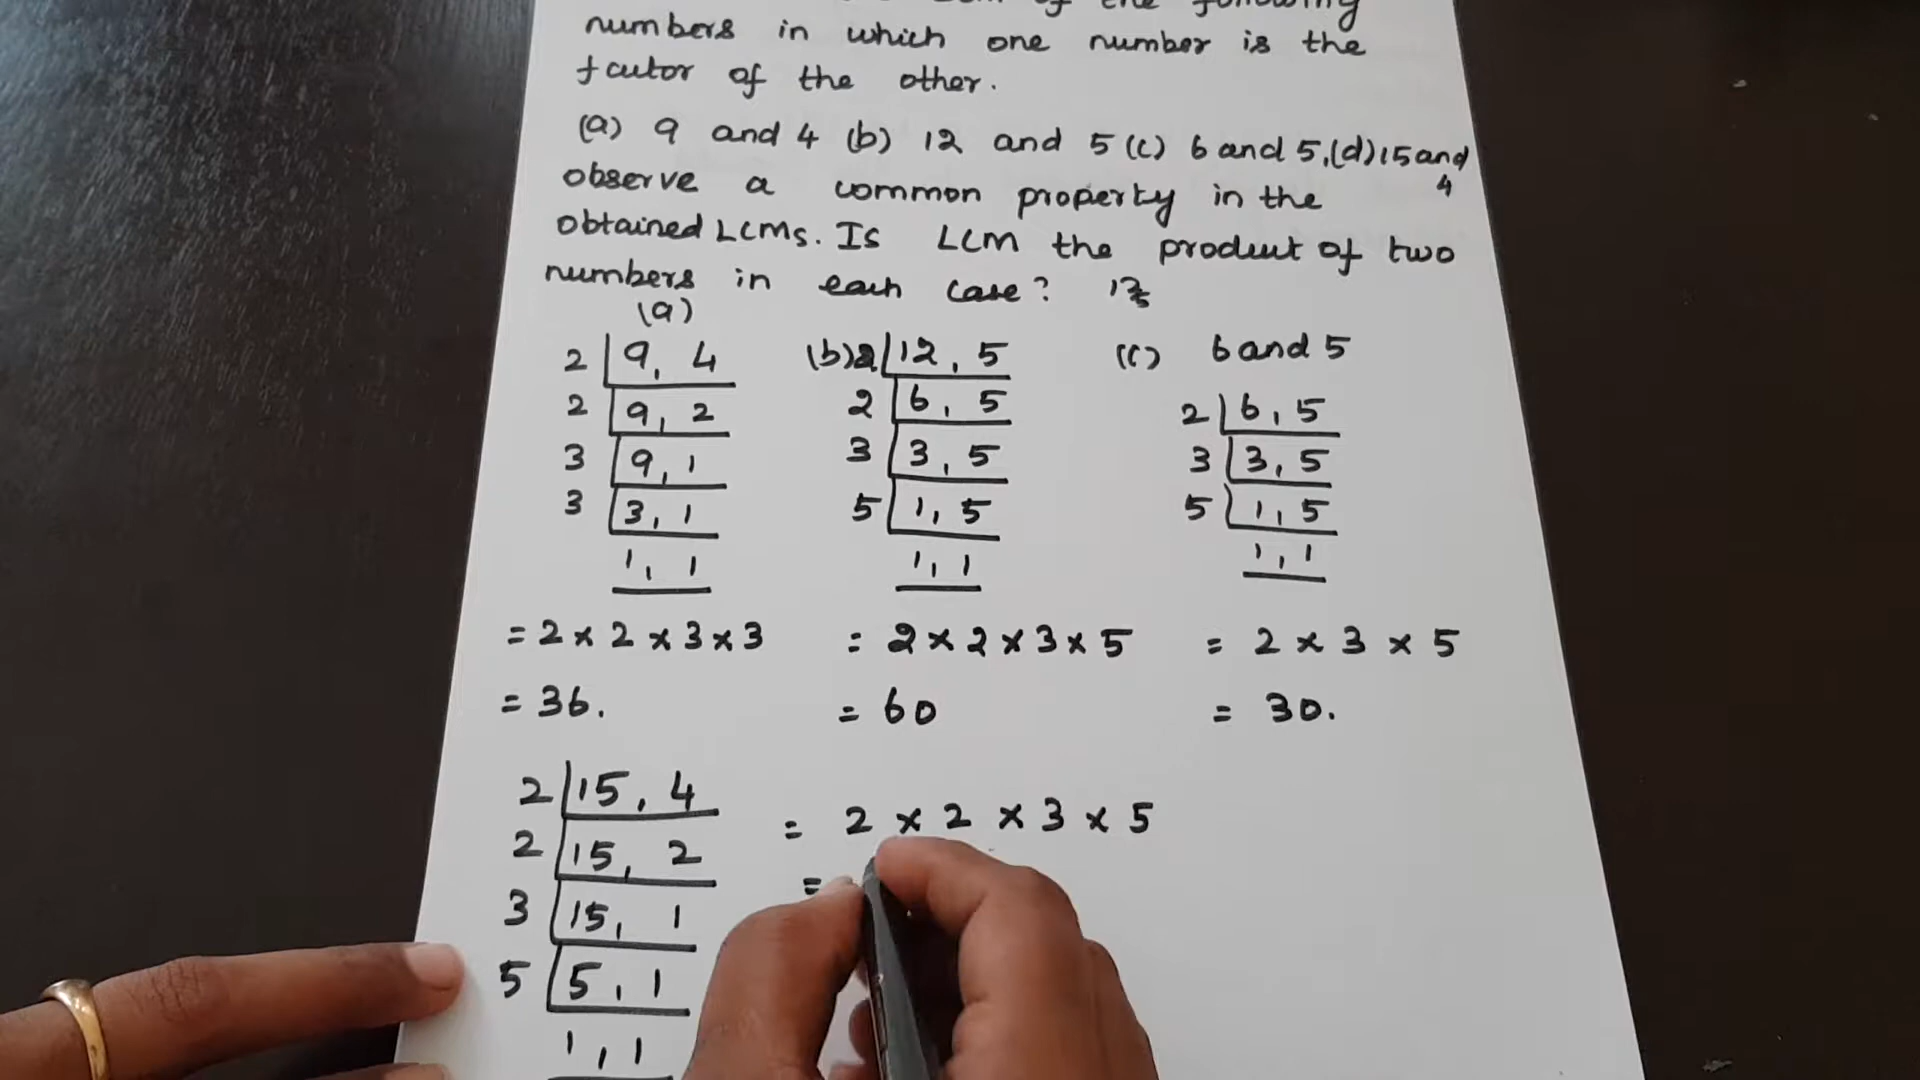 of the following
numbers in which one number is the
factor of the other.
(a) 9 and 4 (b) 12 and 5 (c) 6 and 5, (d) 15 and
4
observe a common property in the
obtained LCMs. Is LCM the product of two
numbers in each case?
(a)
2 9, 4
2 9, 2
3 9, 1
3 3, 1
1, 1
= 2 × 2 × 3 × 3
= 36.
(b) 2 12, 5
2 6, 5
3 3, 5
5 1, 5
1, 1
= 2 × 2 × 3 × 5
= 60
(c) 6 and 5
2 6, 5
3 3, 5
5 1, 5
1, 1
= 2 × 3 × 5
= 30.
2 15, 4
2 15, 2
3 15, 1
5 5, 1
1, 1
= 2 × 2 × 3 × 5
=